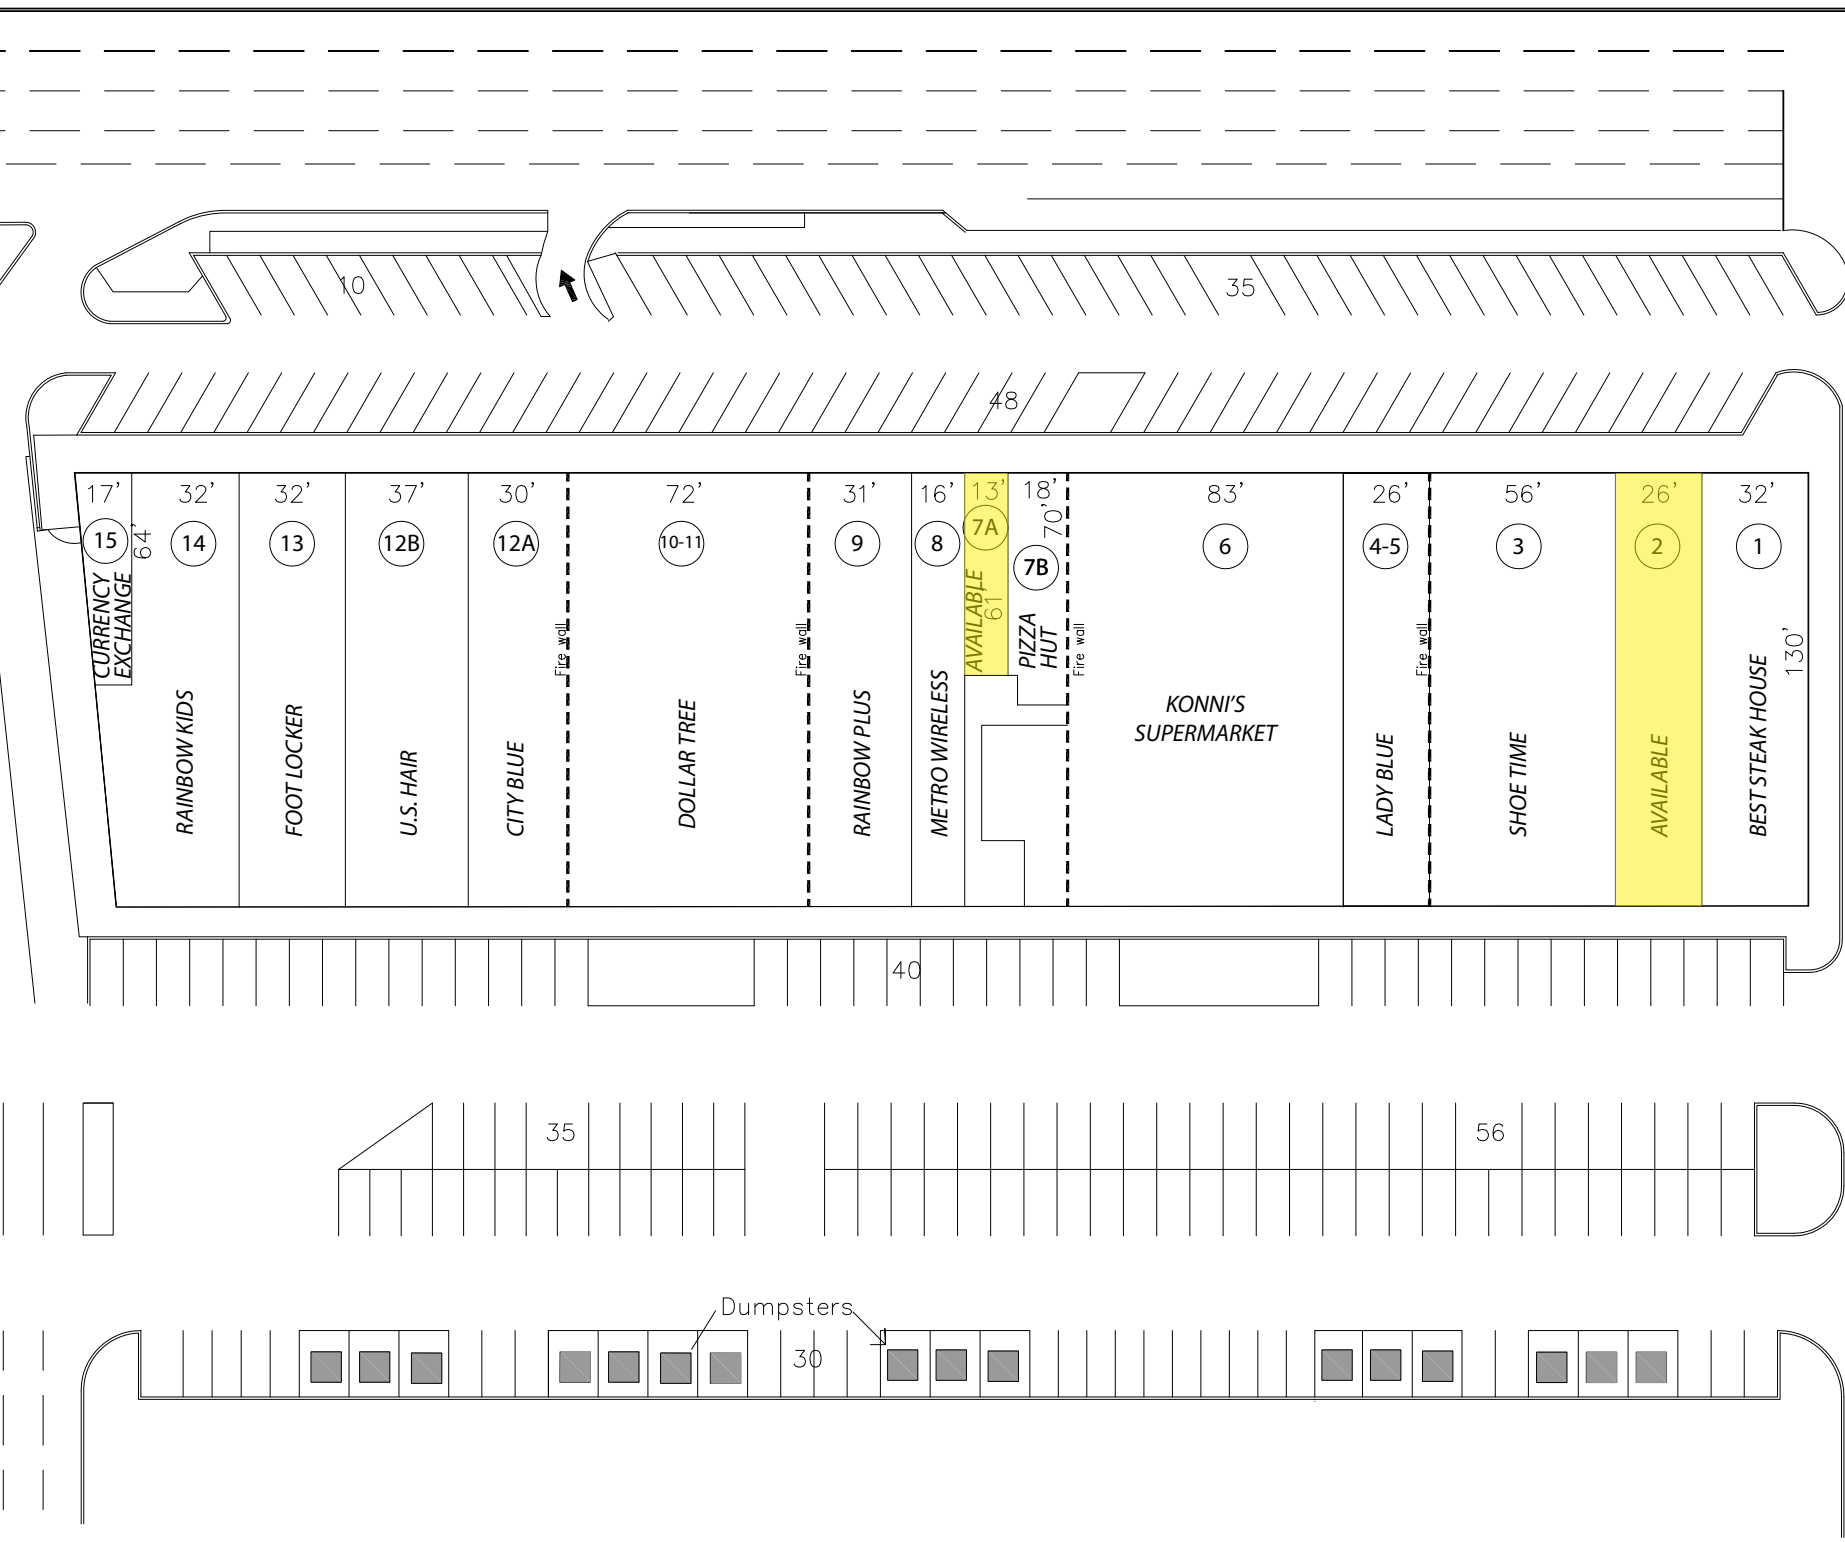 10
35
48
17'
32'
32'
37'
30'
72'
31'
16'
13'
18'
83'
26'
56'
26'
32'
15
14
13
12B
12A
10-11
9
8
7A
7B
6
4-5
3
2
1
64'
70'
61
130'
CURRENCY
EXCHANGE
RAINBOW KIDS
FOOT LOCKER
U.S. HAIR
CITY BLUE
Fire wall
DOLLAR TREE
Fire wall
RAINBOW PLUS
METRO WIRELESS
AVAILABLE
PIZZA
HUT
Fire wall
KONNI'S
SUPERMARKET
LADY BLUE
Fire wall
SHOE TIME
AVAILABLE
BEST STEAK HOUSE
40
35
56
Dumpsters
30